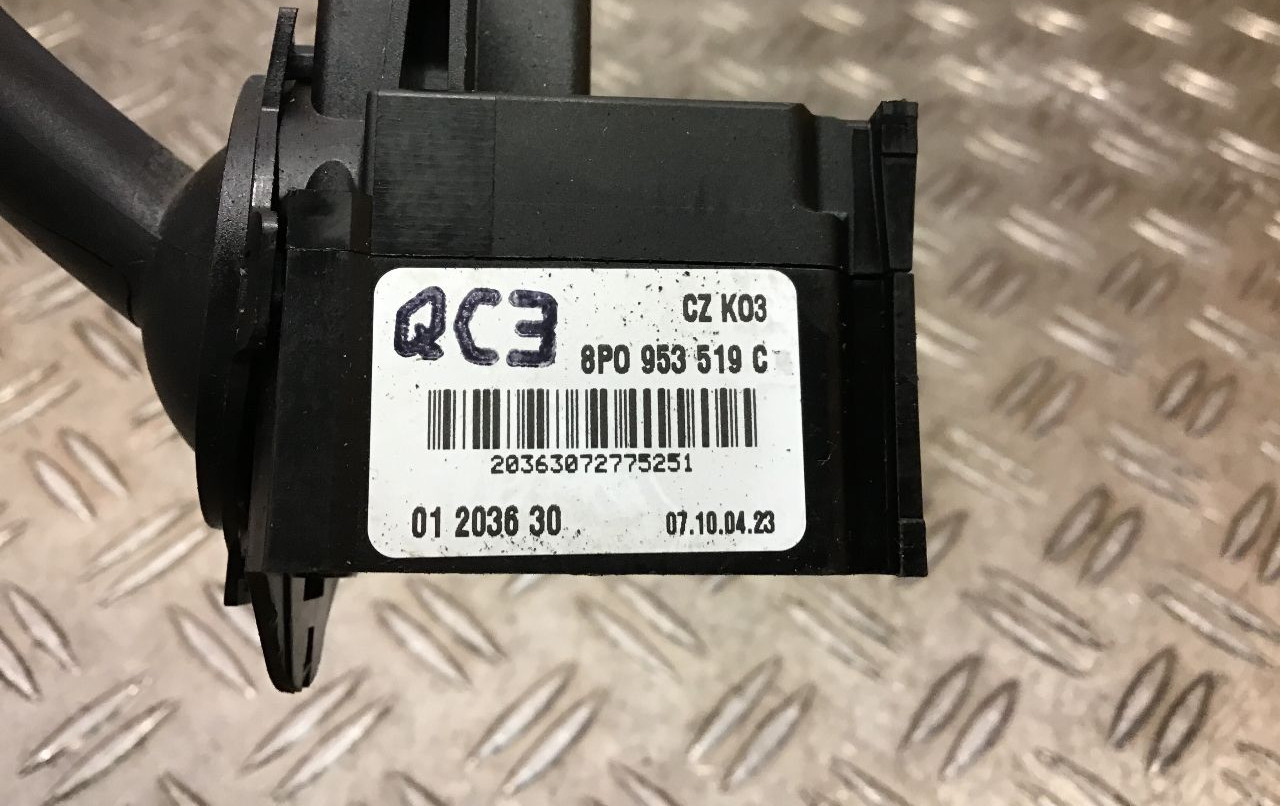 QC3
CZ K03
8P0 953 519 C
20363072775251
01 2036 30
07.10.04.23